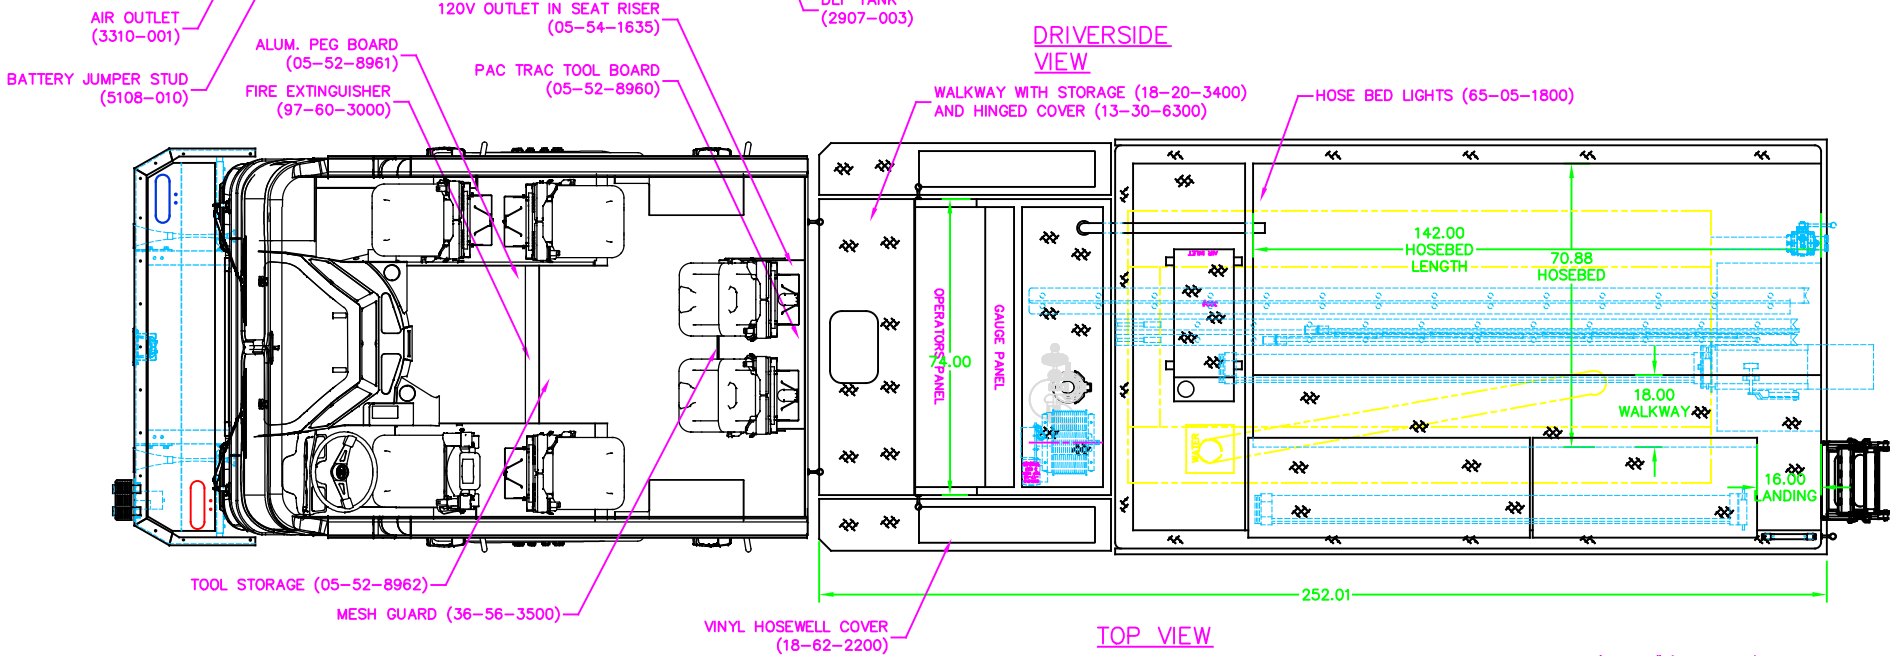 AIR OUTLET
(3310-001)
120V OUTLET IN SEAT RISER
(05-54-1635)
DEF TANK
(2907-003)
DRIVERSIDE
VIEW
ALUM. PEG BOARD
(05-52-8961)
BATTERY JUMPER STUD
(5108-010)
FIRE EXTINGUISHER
(97-60-3000)
PAC TRAC TOOL BOARD
(05-52-8960)
WALKWAY WITH STORAGE (18-20-3400)
AND HINGED COVER (13-30-6300)
HOSE BED LIGHTS (65-05-1800)
142.00
HOSEBED
LENGTH
70.88
HOSEBED
OPERATORS PANEL
74.00
GAUGE PANEL
18.00
WALKWAY
WATER
16.00
LANDING
TOOL STORAGE (05-52-8962)
MESH GUARD (36-56-3500)
252.01
VINYL HOSEWELL COVER
(18-62-2200)
TOP VIEW